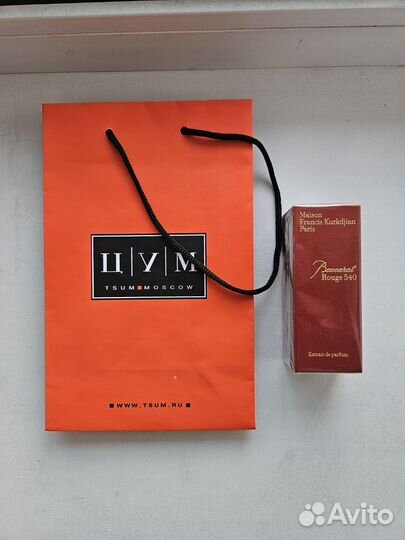 Ц|У|М
TSUM■MOSCOW
■WWW.TSUM.RU■
Maison
Francis Kurkdjian
Paris
Baccarat
Rouge 540
Extrait de parfum
Avito